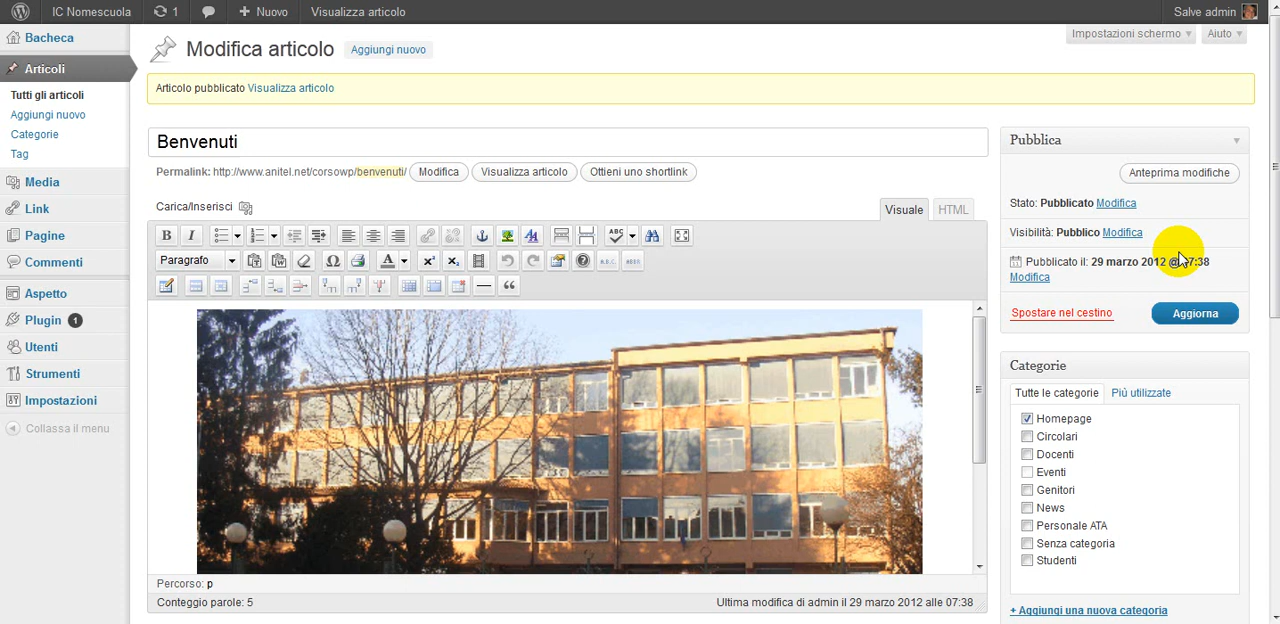 IC Nomescuola 1 + Nuovo Visualizza articolo Salve admin
Bacheca
Articoli
Tutti gli articoli
Aggiungi nuovo
Categorie
Tag
Media
Link
Pagine
Commenti
Aspetto
Plugin 1
Utenti
Strumenti
Impostazioni
Collassa il menu
Impostazioni schermo Aiuto
Modifica articolo Aggiungi nuovo
Articolo pubblicato Visualizza articolo
Benvenuti
Permalink: http://www.anitel.net/corsowp/benvenuti/ Modifica Visualizza articolo Ottieni uno shortlink
Carica/Inserisci
Visuale HTML
B I ABC
Paragrafo Ω A A.B.C. ABBR
Percorso: p
Conteggio parole: 5 Ultima modifica di admin il 29 marzo 2012 alle 07:38
Pubblica
Anteprima modifiche
Stato: Pubblicato Modifica
Visibilità: Pubblico Modifica
Pubblicato il: 29 marzo 2012 @ 07:38
Modifica
Spostare nel cestino Aggiorna
Categorie
Tutte le categorie Più utilizzate
Homepage
Circolari
Docenti
Eventi
Genitori
News
Personale ATA
Senza categoria
Studenti
+ Aggiungi una nuova categoria